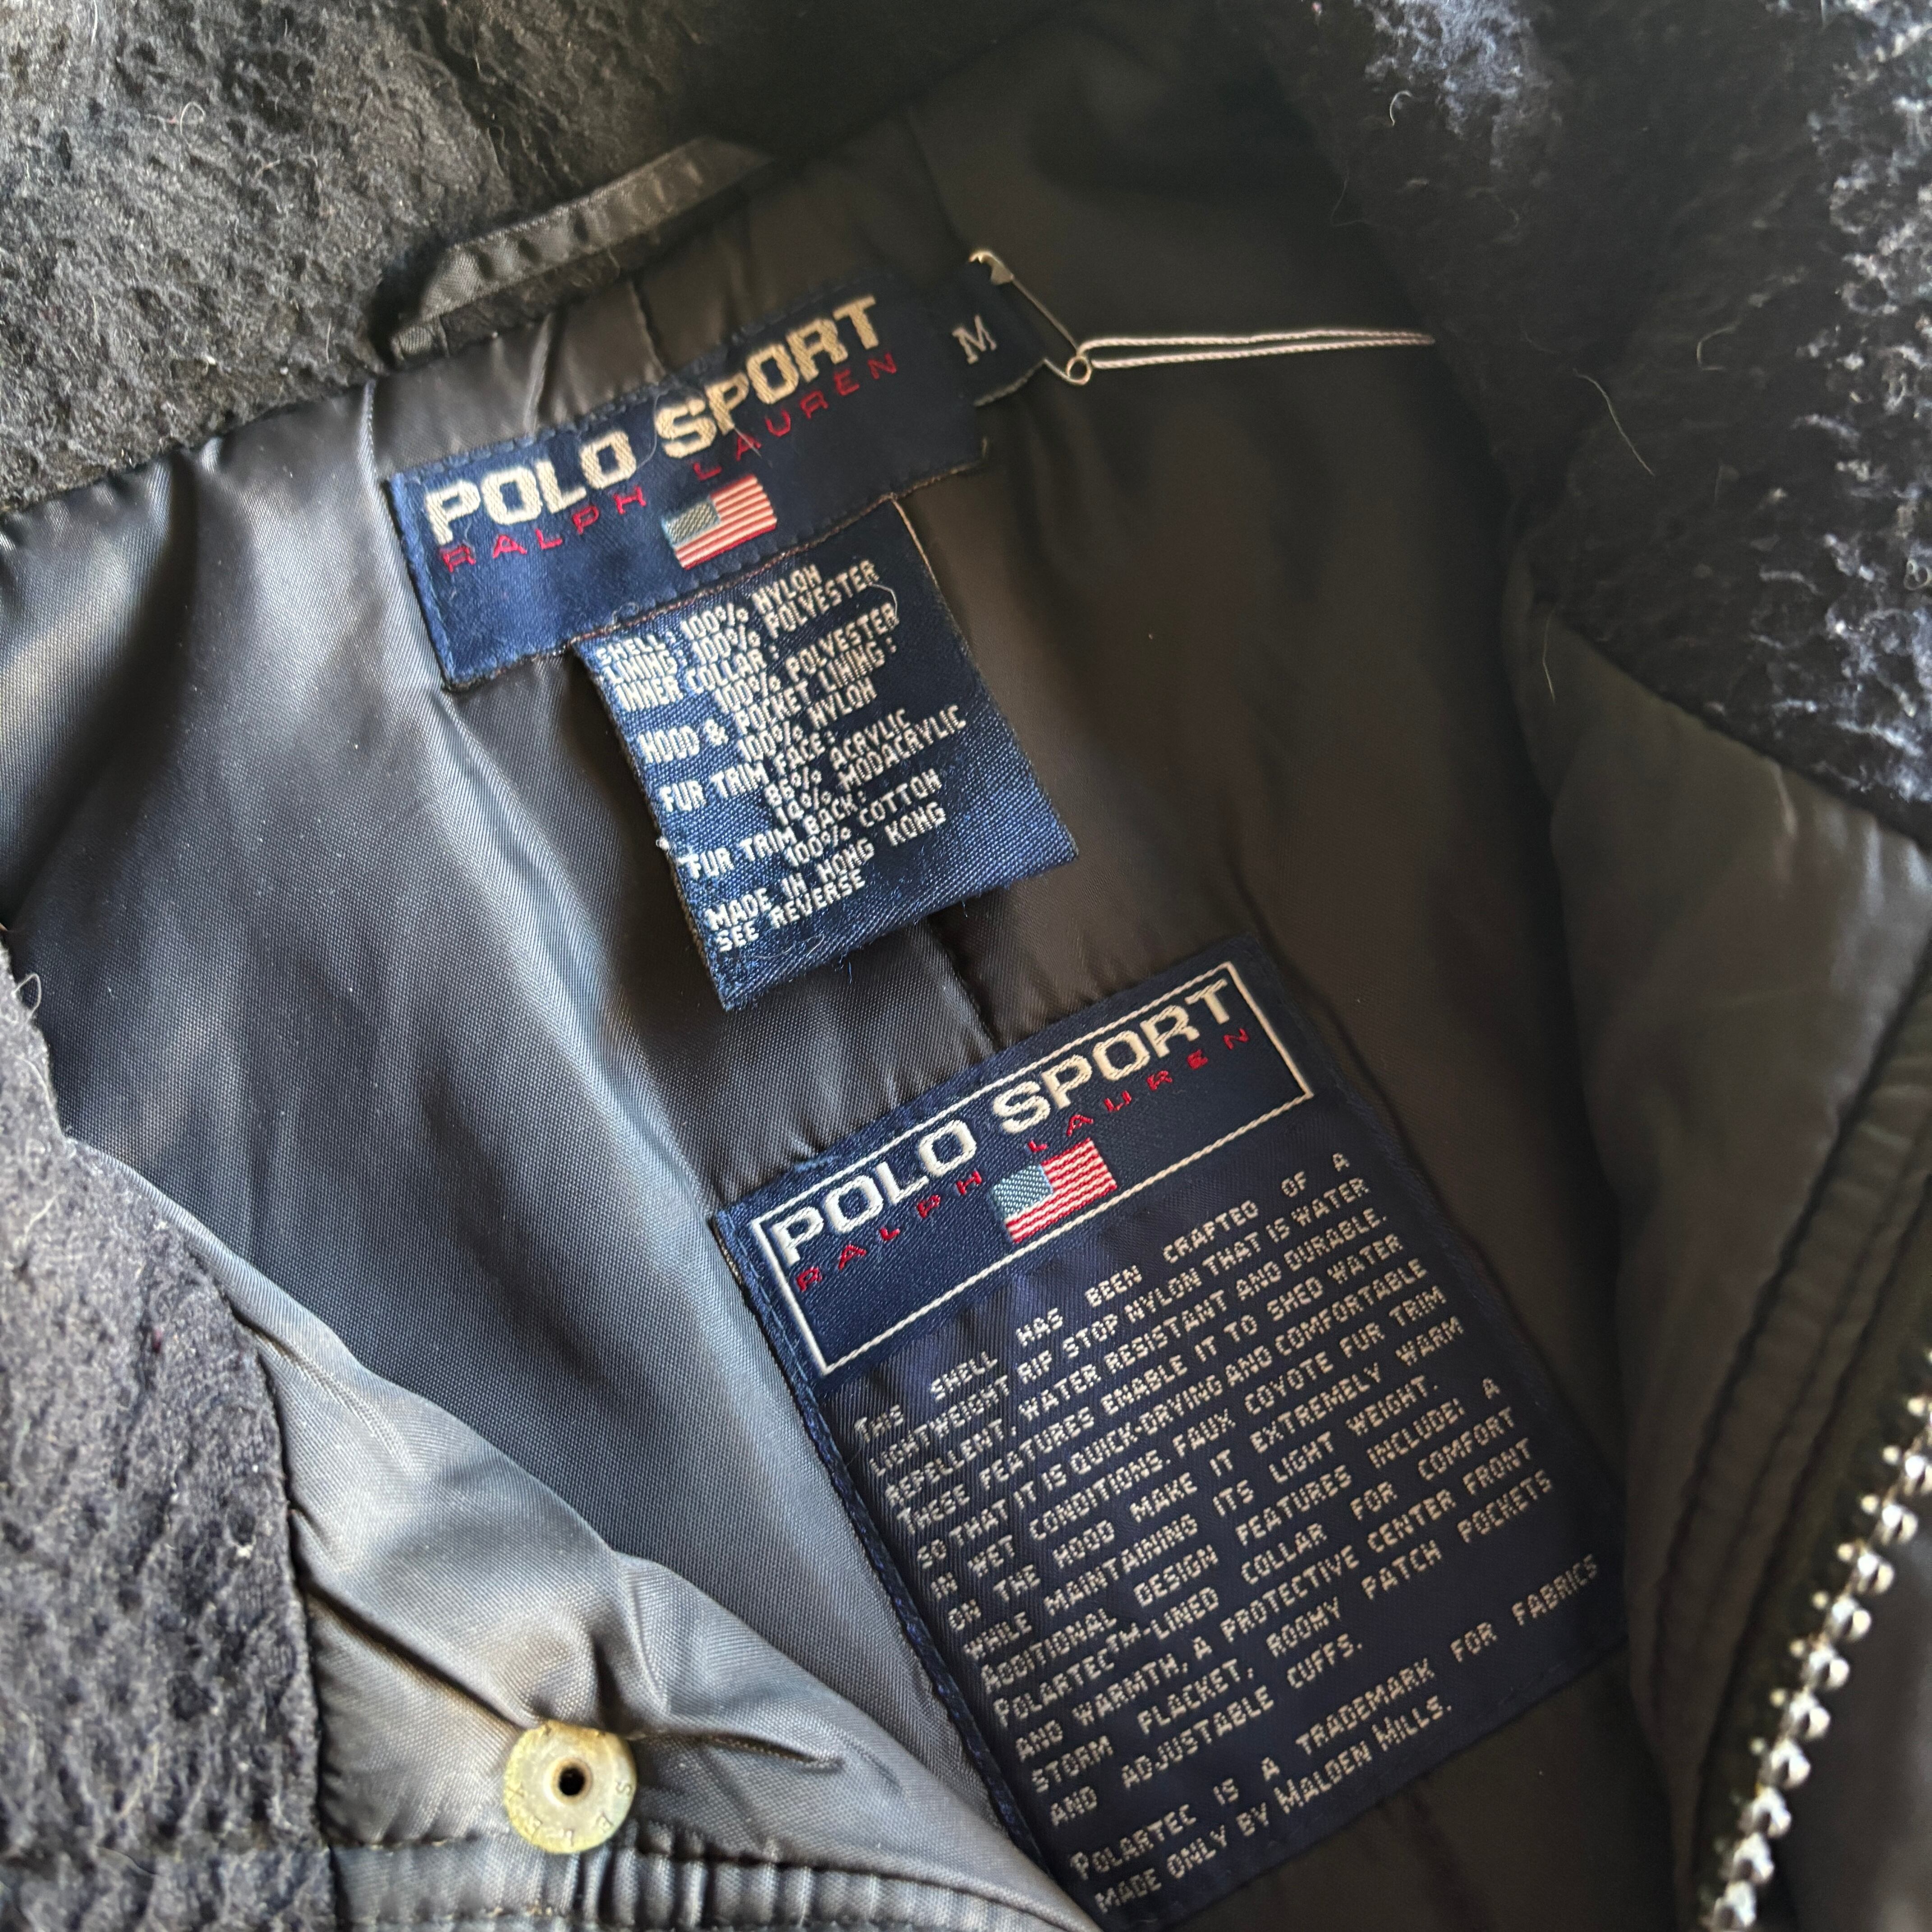 POLO SPORT
RALPH LAUREN
M
SHELL: 100% NYLON
LINING: 100% POLYESTER
INNER COLLAR:
100% POLYESTER
HOOD & POCKET LINING:
100% NYLON
FUR TRIM FACE:
ACRYLIC
MODACRYLIC
FUR TRIM BACK:
100% COTTON
MADE IN HONG KONG
SEE REVERSE
POLO SPORT
RALPH LAUREN
THIS SHELL HAS BEEN CRAFTED OF A
LIGHTWEIGHT RIP STOP NYLON THAT IS WATER
REPELLENT, WATER RESISTANT AND DURABLE.
THESE FEATURES ENABLE IT TO SHED WATER
SO THAT IT IS QUICK-DRYING AND COMFORTABLE
IN WET CONDITIONS. FAUX COYOTE FUR TRIM
ON THE HOOD MAKE IT EXTREMELY WARM
WHILE MAINTAINING ITS LIGHT WEIGHT.
ADDITIONAL DESIGN FEATURES INCLUDE: A
POLARTEC™-LINED COLLAR FOR COMFORT
AND WARMTH, A PROTECTIVE CENTER FRONT
STORM PLACKET, ROOMY PATCH POCKETS
AND ADJUSTABLE CUFFS.
POLARTEC IS A TRADEMARK FOR FABRICS
MADE ONLY BY MALDEN MILLS.